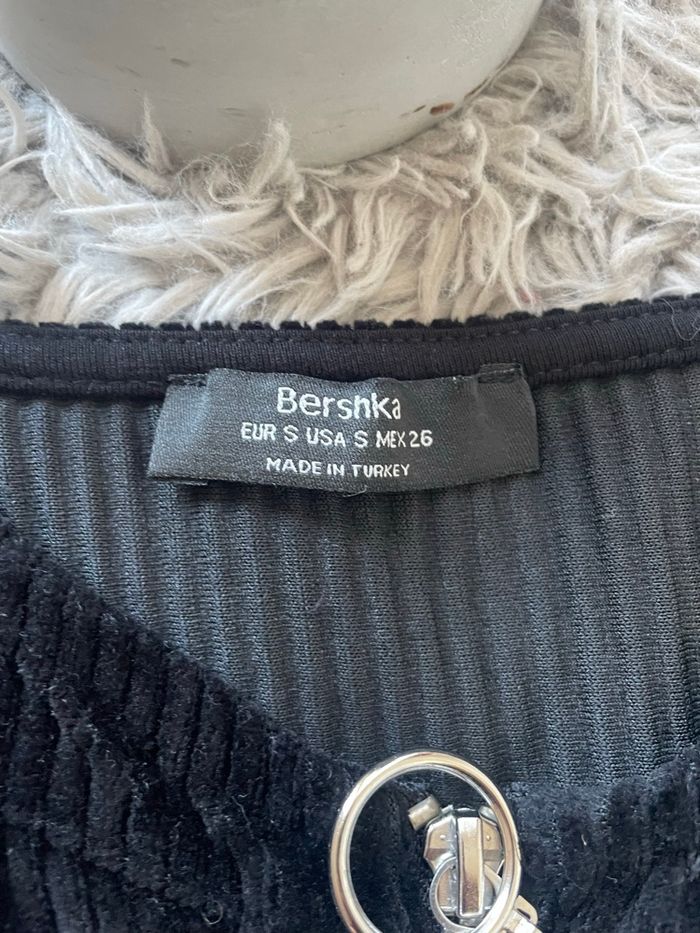 Bershka
EUR S USA S MEX 26
MADE IN TURKEY